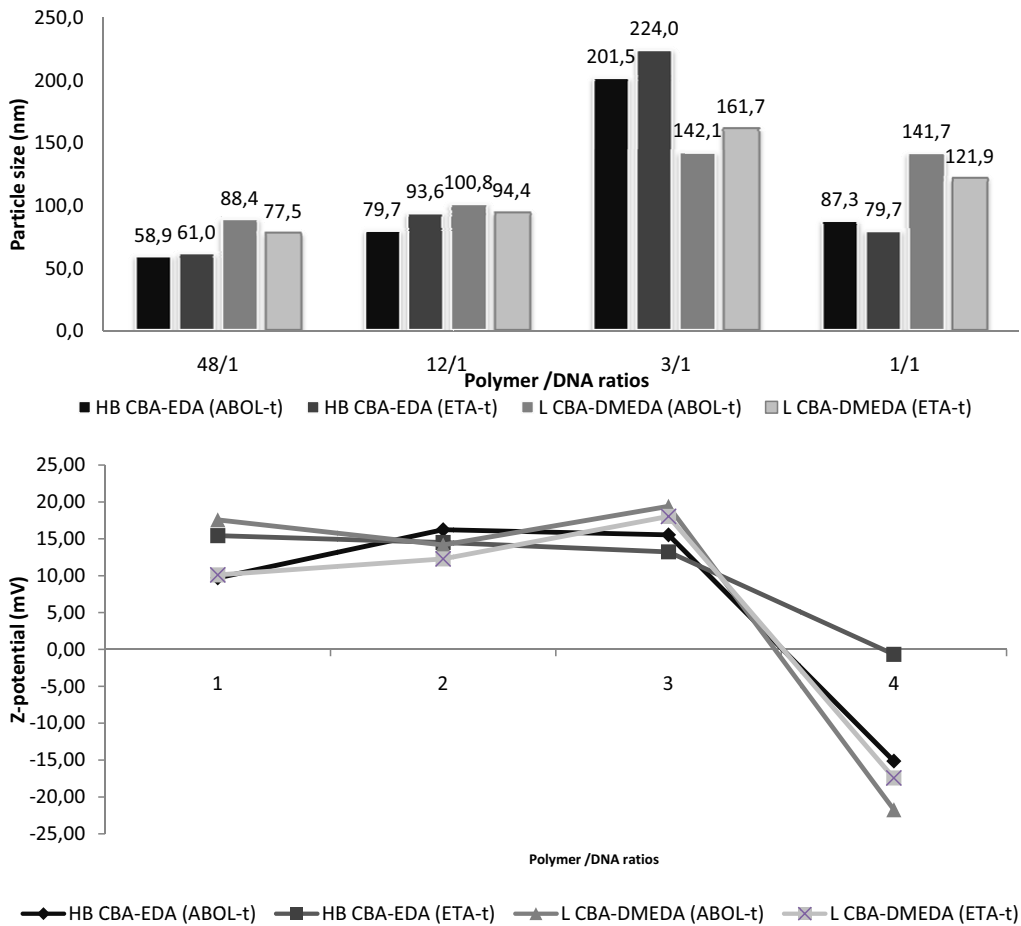 250,0
200,0
150,0
100,0
50,0
0,0
Particle size (nm)
58,9 61,0 88,4 77,5
79,7 93,6 100,8 94,4
201,5 224,0 142,1 161,7
87,3 79,7 141,7 121,9
48/1 12/1 3/1 1/1
Polymer /DNA ratios
HB CBA-EDA (ABOL-t) HB CBA-EDA (ETA-t) L CBA-DMEDA (ABOL-t) L CBA-DMEDA (ETA-t)
25,00
20,00
15,00
10,00
5,00
0,00
-5,00
-10,00
-15,00
-20,00
-25,00
Z-potential (mV)
1 2 3 4
Polymer /DNA ratios
HB CBA-EDA (ABOL-t) HB CBA-EDA (ETA-t) L CBA-DMEDA (ABOL-t) L CBA-DMEDA (ETA-t)